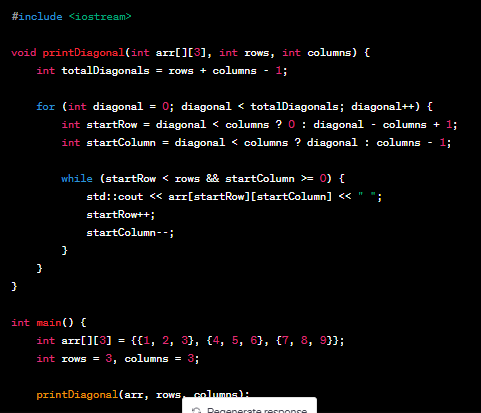 #include <iostream>
void printDiagonal(int arr[][3], int rows, int columns) {
int totalDiagonals = rows + columns - 1;
for (int diagonal = 0; diagonal < totalDiagonals; diagonal++) {
int startRow = diagonal < columns ? 0 : diagonal - columns + 1;
int startColumn = diagonal < columns ? diagonal : columns - 1;
while (startRow < rows && startColumn >= 0) {
std::cout << arr[startRow][startColumn] << " ";
startRow++;
startColumn--;
}
}
}
int main() {
int arr[][3] = {{1, 2, 3}, {4, 5, 6}, {7, 8, 9}};
int rows = 3, columns = 3;
printDiagonal(arr, rows, columns);
Regenerate response